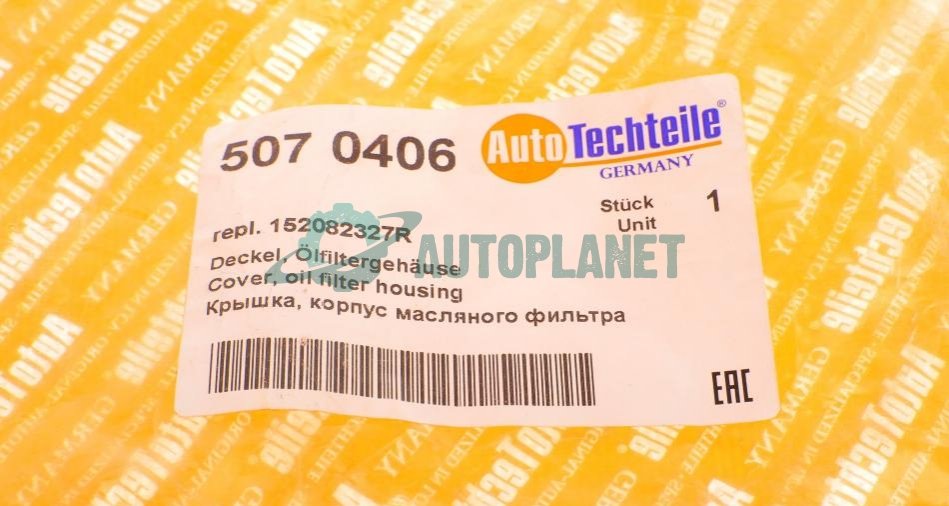 507 0406
AutoTechteile®
GERMANY
Stück 1
Unit
repl. 152082327R
Deckel, Ölfiltergehäuse
Cover, oil filter housing
Крышка, корпус масляного фильтра
AUTOPLANET
EAC